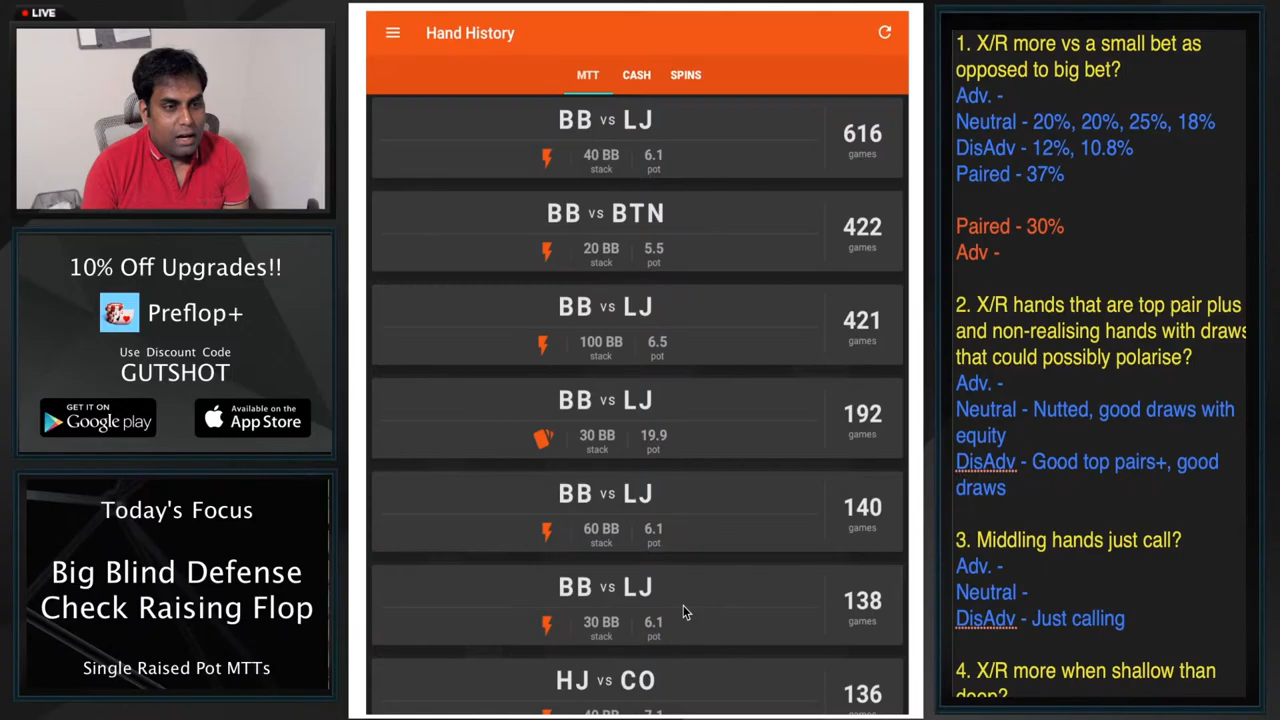 LIVE
10% Off Upgrades!!
Preflop+
Use Discount Code
GUTSHOT
GET IT ON
Google play
Available on the
App Store
Today's Focus
Big Blind Defense
Check Raising Flop
Single Raised Pot MTTs
Hand History
MTT CASH SPINS
BB vs LJ
40 BB 6.1
stack pot
616
games
BB vs BTN
20 BB 5.5
stack pot
422
games
BB vs LJ
100 BB 6.5
stack pot
421
games
BB vs LJ
30 BB 19.9
stack pot
192
games
BB vs LJ
60 BB 6.1
stack pot
140
games
BB vs LJ
30 BB 6.1
stack pot
138
games
HJ vs CO
40 BB 7.1
136
games
1. X/R more vs a small bet as
opposed to big bet?
Adv. -
Neutral - 20%, 20%, 25%, 18%
DisAdv - 12%, 10.8%
Paired - 37%
Paired - 30%
Adv -
2. X/R hands that are top pair plus
and non-realising hands with draws
that could possibly polarise?
Adv. -
Neutral - Nutted, good draws with
equity
DisAdv - Good top pairs+, good
draws
3. Middling hands just call?
Adv. -
Neutral -
DisAdv - Just calling
4. X/R more when shallow than
deep?